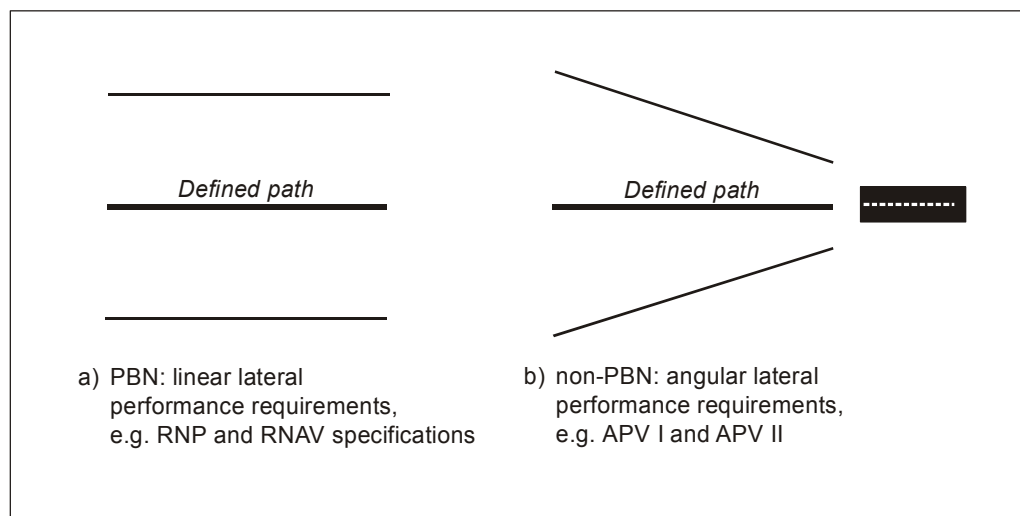 Defined path
Defined path
a) PBN: linear lateral
performance requirements,
e.g. RNP and RNAV specifications
b) non-PBN: angular lateral
performance requirements,
e.g. APV I and APV II